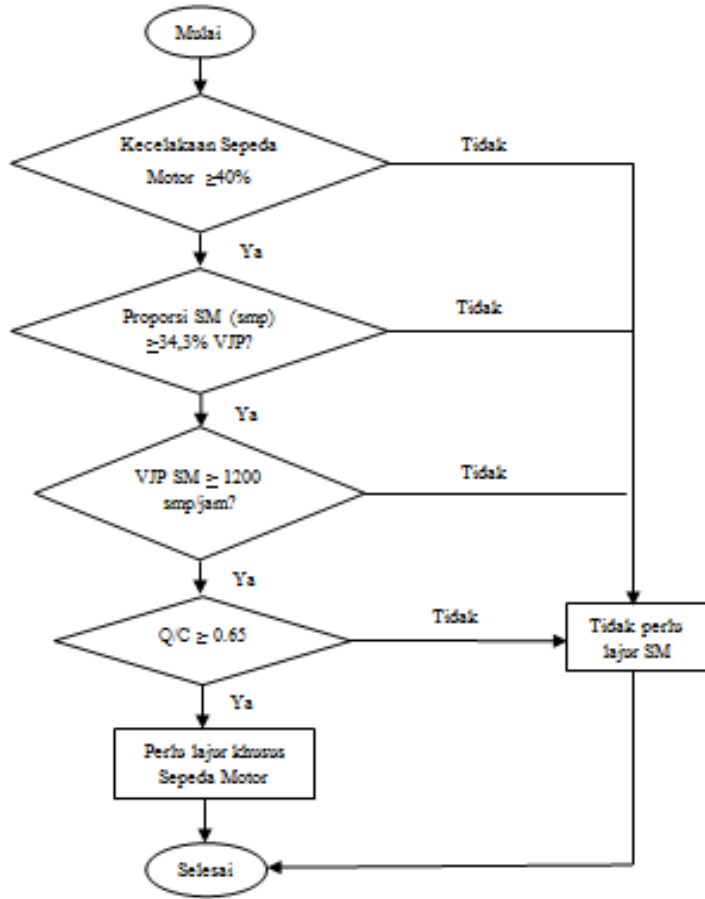 Mulai
Kecelakaan Sepeda
Motor ≥40%
Tidak
Ya
Proporsi SM (smp)
≥34,3% VJP?
Tidak
Ya
VJP SM ≥ 1200
smp/jam?
Tidak
Ya
Q/C ≥ 0.65
Tidak
Tidak perlu
lajur SM
Ya
Perlu lajur khusus
Sepeda Motor
Selesai